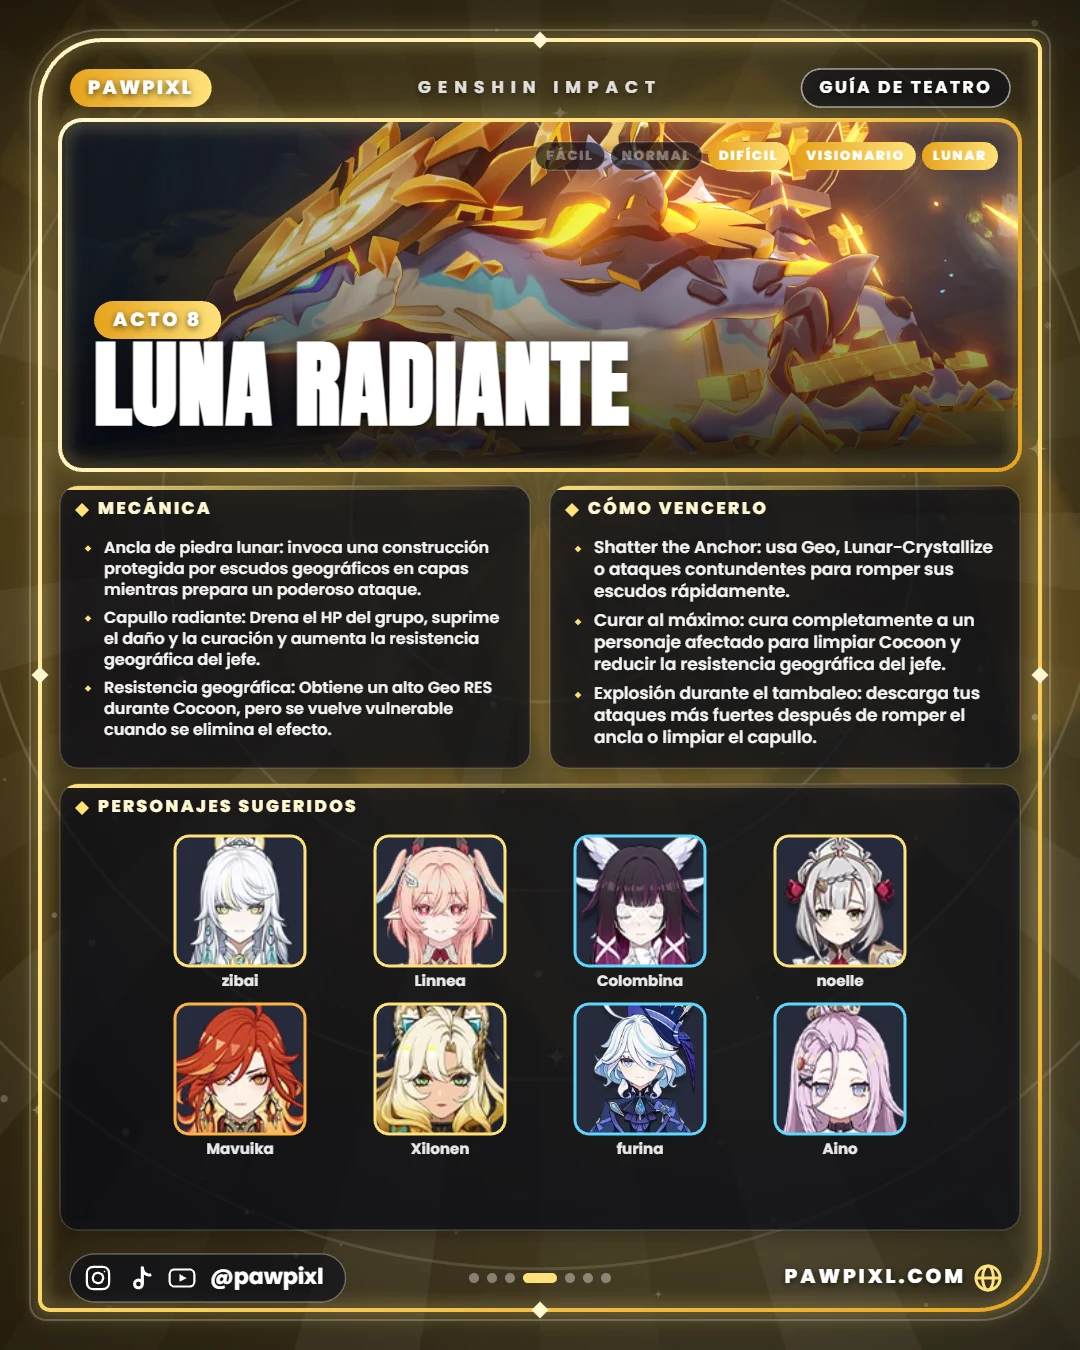 PAWPIXL
GENSHIN IMPACT
GUÍA DE TEATRO
FÁCIL
NORMAL
DIFÍCIL
VISIONARIO
LUNAR
ACTO 8
LUNA RADIANTE
MECÁNICA
Ancla de piedra lunar: invoca una construcción
protegida por escudos geográficos en capas
mientras prepara un poderoso ataque.
Capullo radiante: Drena el HP del grupo, suprime
el daño y la curación y aumenta la resistencia
geográfica del jefe.
Resistencia geográfica: Obtiene un alto Geo RES
durante Cocoon, pero se vuelve vulnerable
cuando se elimina el efecto.
CÓMO VENCERLO
Shatter the Anchor: usa Geo, Lunar-Crystallize
o ataques contundentes para romper sus
escudos rápidamente.
Curar al máximo: cura completamente a un
personaje afectado para limpiar Cocoon y
reducir la resistencia geográfica del jefe.
Explosión durante el tambaleo: descarga tus
ataques más fuertes después de romper el
ancla o limpiar el capullo.
PERSONAJES SUGERIDOS
zibai
Linnea
Colombina
noelle
Mavuika
Xilonen
furina
Aino
@pawpixl
PAWPIXL.COM